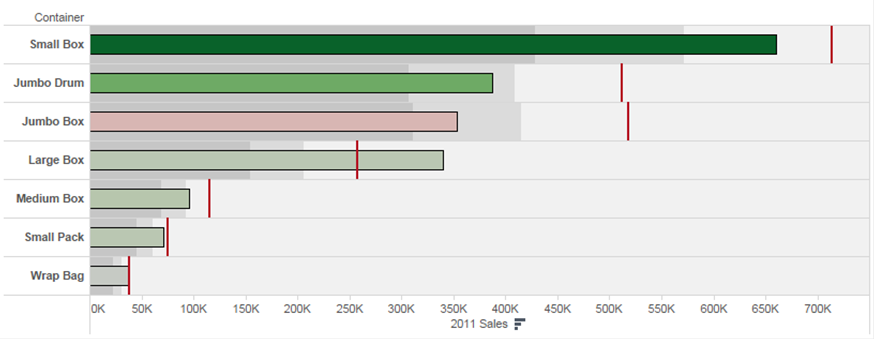 Container
Small Box
Jumbo Drum
Jumbo Box
Large Box
Medium Box
Small Pack
Wrap Bag
0K 50K 100K 150K 200K 250K 300K 350K 400K 450K 500K 550K 600K 650K 700K
2011 Sales